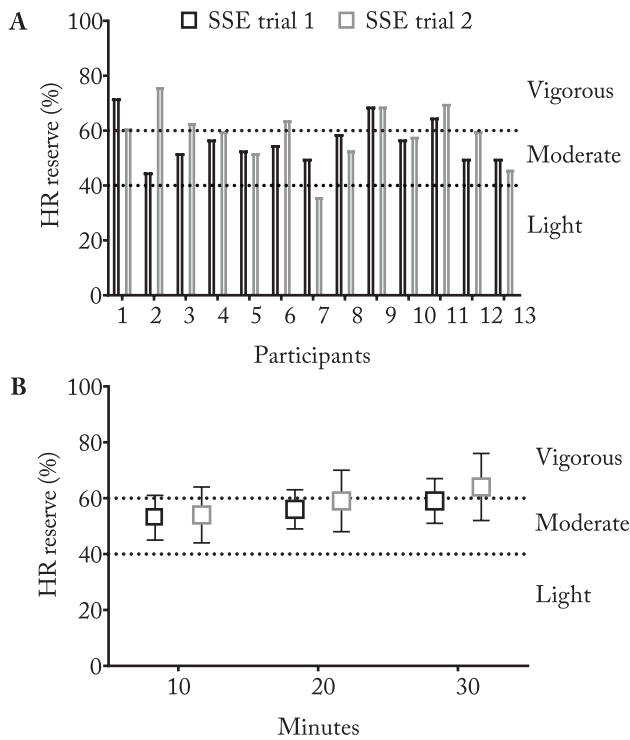 A
SSE trial 1
SSE trial 2
HR reserve (%)
100
80
60
40
20
0
Vigorous
Moderate
Light
1 2 3 4 5 6 7 8 9 10 11 12 13
Participants
B
HR reserve (%)
100
80
60
40
20
0
Vigorous
Moderate
Light
10 20 30
Minutes